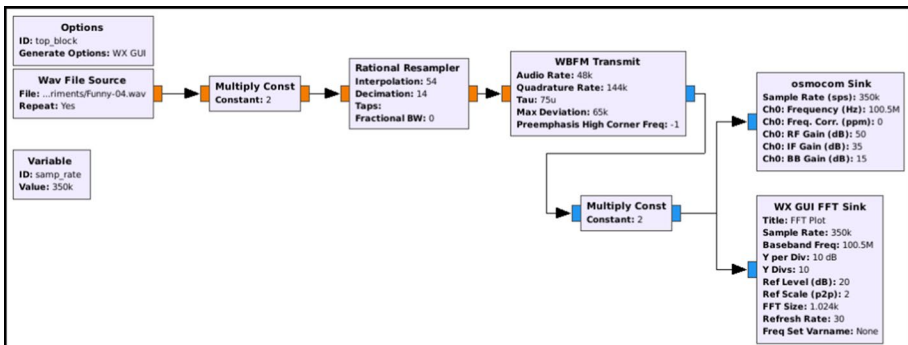 Options
ID: top_block
Generate Options: WX GUI
Wav File Source
File: ...riments/Funny-04.wav
Repeat: Yes
Variable
ID: samp_rate
Value: 350k
Multiply Const
Constant: 2
Rational Resampler
Interpolation: 54
Decimation: 14
Taps:
Fractional BW: 0
WBFM Transmit
Audio Rate: 48k
Quadrature Rate: 144k
Tau: 75u
Max Deviation: 65k
Preemphasis High Corner Freq: -1
Multiply Const
Constant: 2
osmocom Sink
Sample Rate (sps): 350k
Ch0: Frequency (Hz): 100.5M
Ch0: Freq. Corr. (ppm): 0
Ch0: RF Gain (dB): 50
Ch0: IF Gain (dB): 35
Ch0: BB Gain (dB): 15
WX GUI FFT Sink
Title: FFT Plot
Sample Rate: 350k
Baseband Freq: 100.5M
Y per Div: 10 dB
Y Divs: 10
Ref Level (dB): 20
Ref Scale (p2p): 2
FFT Size: 1.024k
Refresh Rate: 30
Freq Set Varname: None